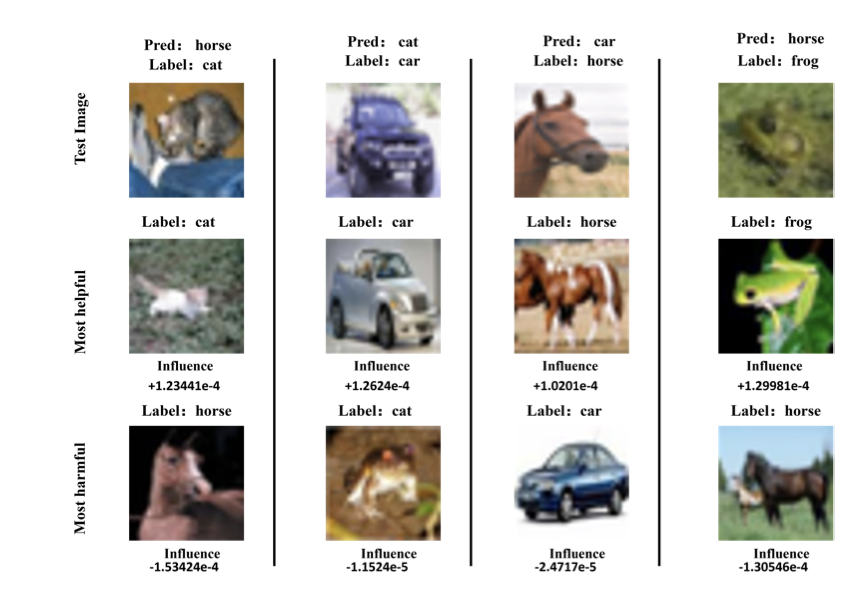 Pred: horse
Label: cat
Pred: cat
Label: car
Pred: car
Label: horse
Pred: horse
Label: frog
Test Image
Label: cat
Label: car
Label: horse
Label: frog
Most helpful
Influence
+1.23441e-4
Influence
+1.2624e-4
Influence
+1.0201e-4
Influence
+1.29981e-4
Label: horse
Label: cat
Label: car
Label: horse
Most harmful
Influence
-1.53424e-4
Influence
-1.1524e-5
Influence
-2.4717e-5
Influence
-1.30546e-4